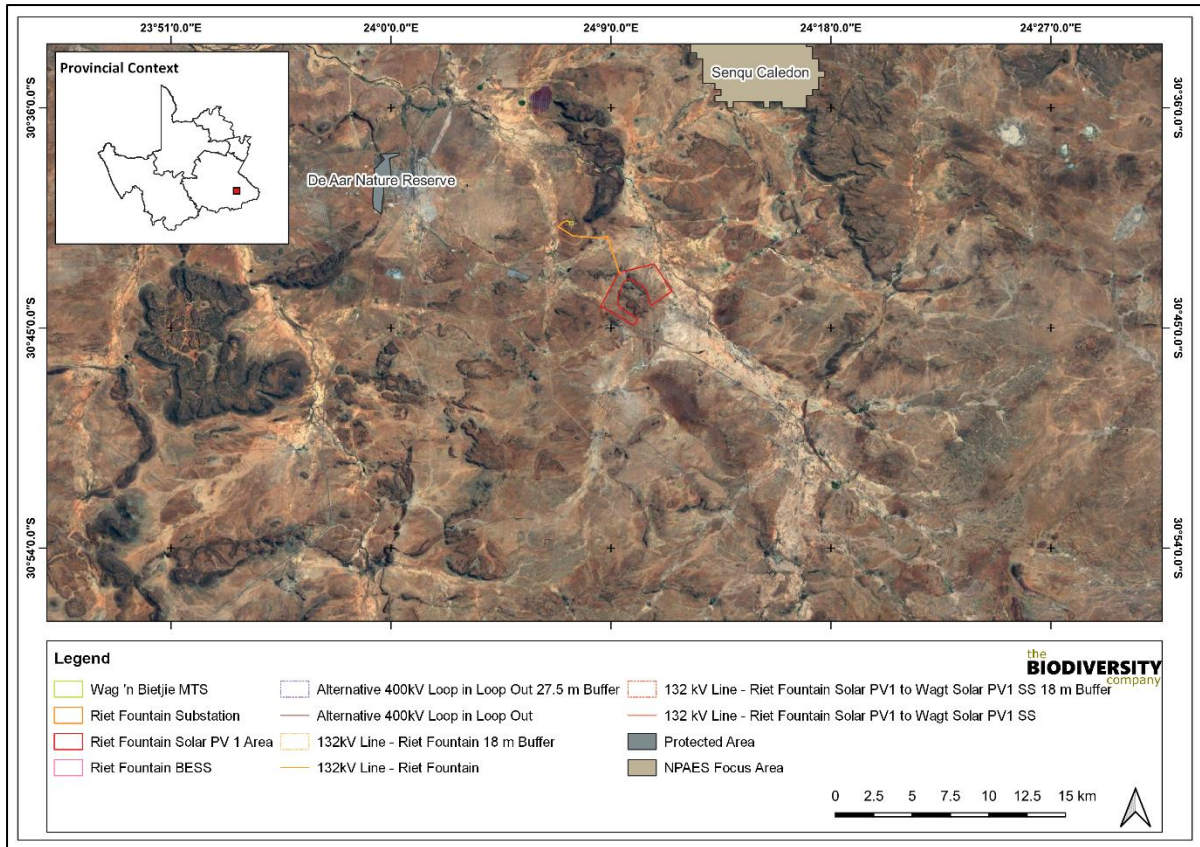 23°51'0.0"E
24°0'0.0"E
24°9'0.0"E
24°18'0.0"E
24°27'0.0"E
Provincial Context
Senqu Caledon
30°36'0.0"S
30°36'0.0"S
De Aar Nature Reserve
30°45'0.0"S
30°45'0.0"S
30°54'0.0"S
30°54'0.0"S
Legend
the
BIODIVERSITY
company
Wag 'n Bietjie MTS
Riet Fountain Substation
Riet Fountain Solar PV 1 Area
Riet Fountain BESS
Alternative 400kV Loop in Loop Out 27.5 m Buffer
Alternative 400kV Loop in Loop Out
132kV Line - Riet Fountain 18 m Buffer
132kV Line - Riet Fountain
132 kV Line - Riet Fountain Solar PV1 to Wagt Solar PV1 SS 18 m Buffer
132 kV Line - Riet Fountain Solar PV1 to Wagt Solar PV1 SS
Protected Area
NPAES Focus Area
0 2.5 5 7.5 10 12.5 15 km